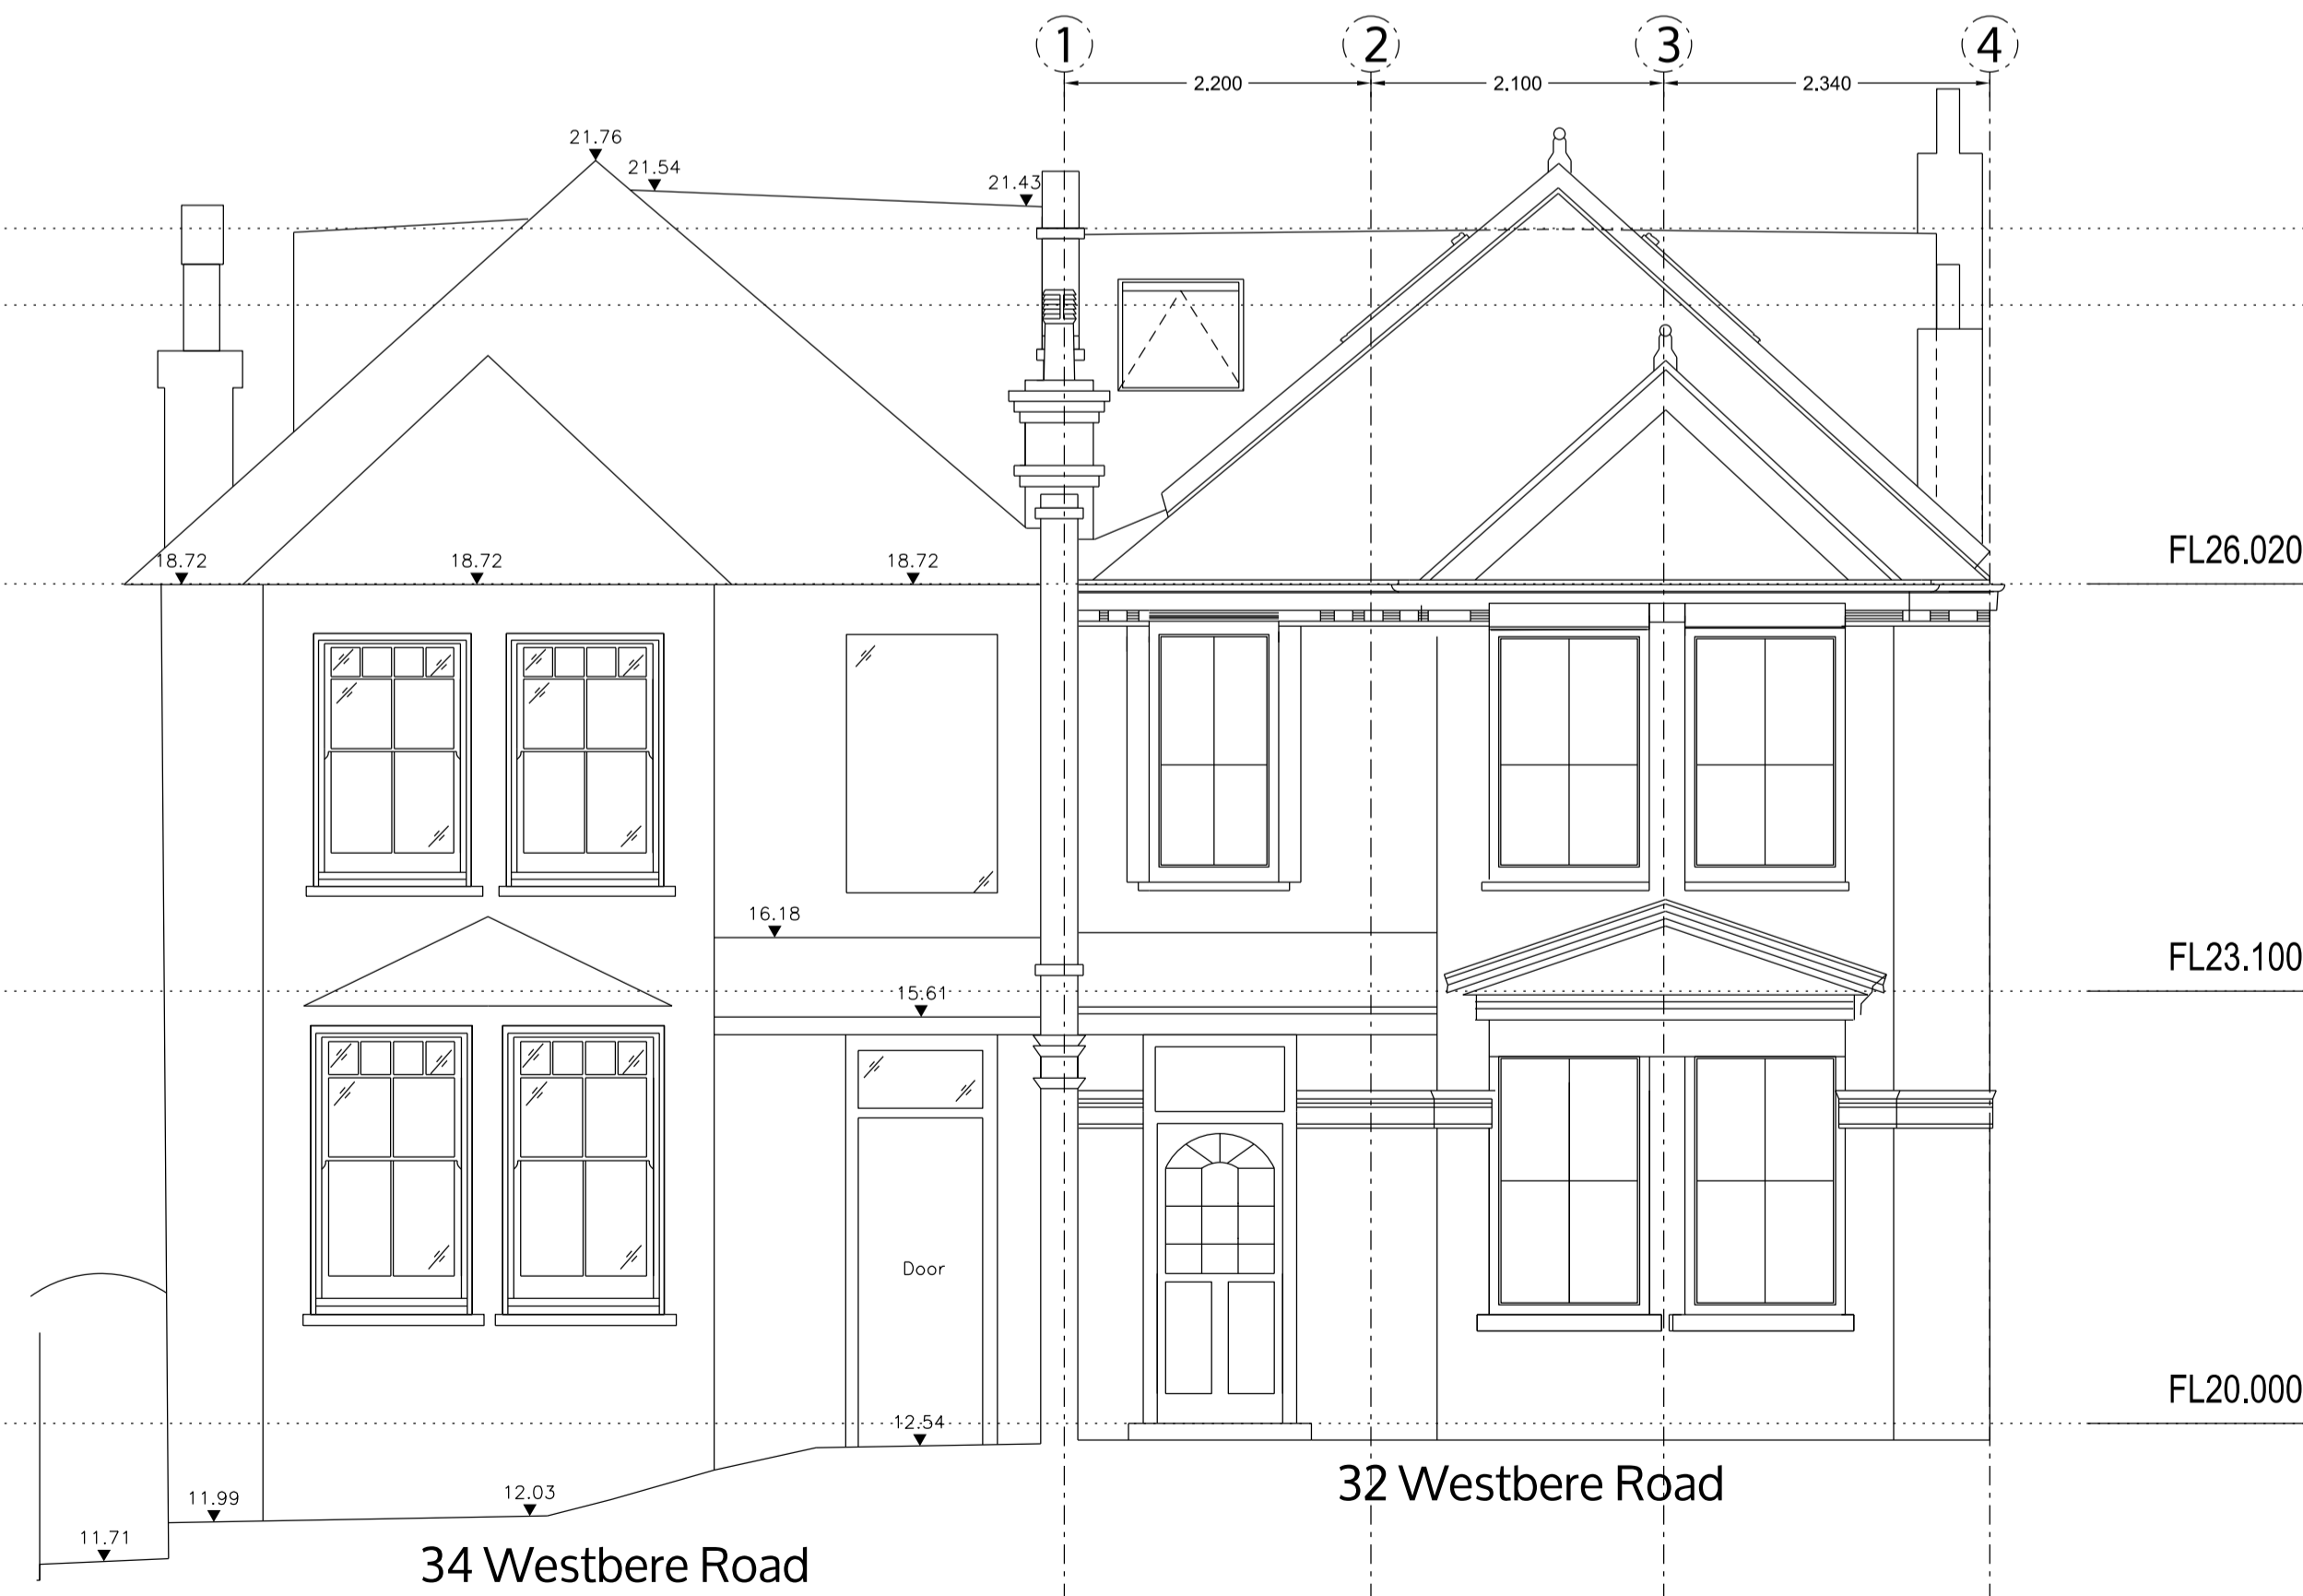 1 2 3 4
2.200 2.100 2.340
21.76
21.54
21.43
FL26.020
18.72 18.72 18.72
16.18
FL23.100
15.61
Door
FL20.000
12.54
32 Westbere Road
11.99 12.03
11.71
34 Westbere Road